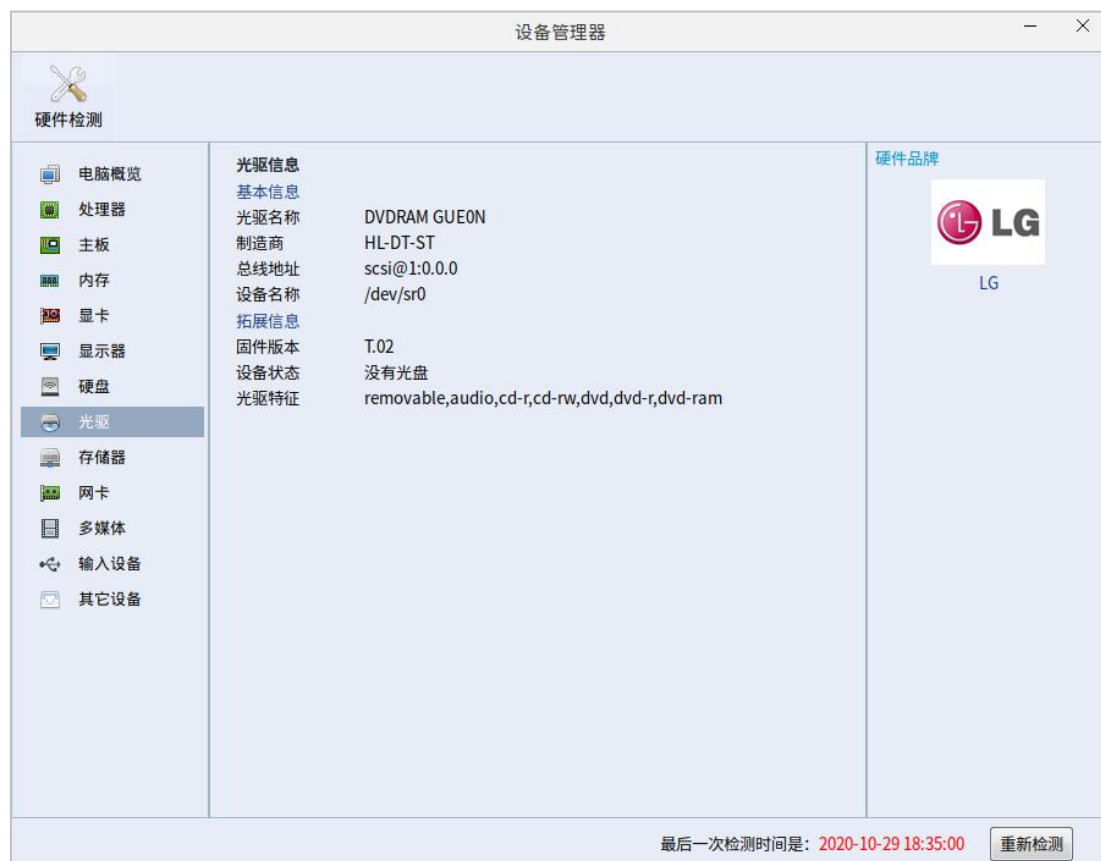 设备管理器
硬件检测
电脑概览
处理器
主板
内存
显卡
显示器
硬盘
光驱
存储器
网卡
多媒体
输入设备
其它设备
光驱信息
基本信息
光驱名称 DVDRAM GUE0N
制造商 HL-DT-ST
总线地址 scsi@1:0.0.0
设备名称 /dev/sr0
拓展信息
固件版本 T.02
设备状态 没有光盘
光驱特征 removable,audio,cd-r,cd-rw,dvd,dvd-r,dvd-ram
硬件品牌
LG
LG
最后一次检测时间是：2020-10-29 18:35:00 重新检测